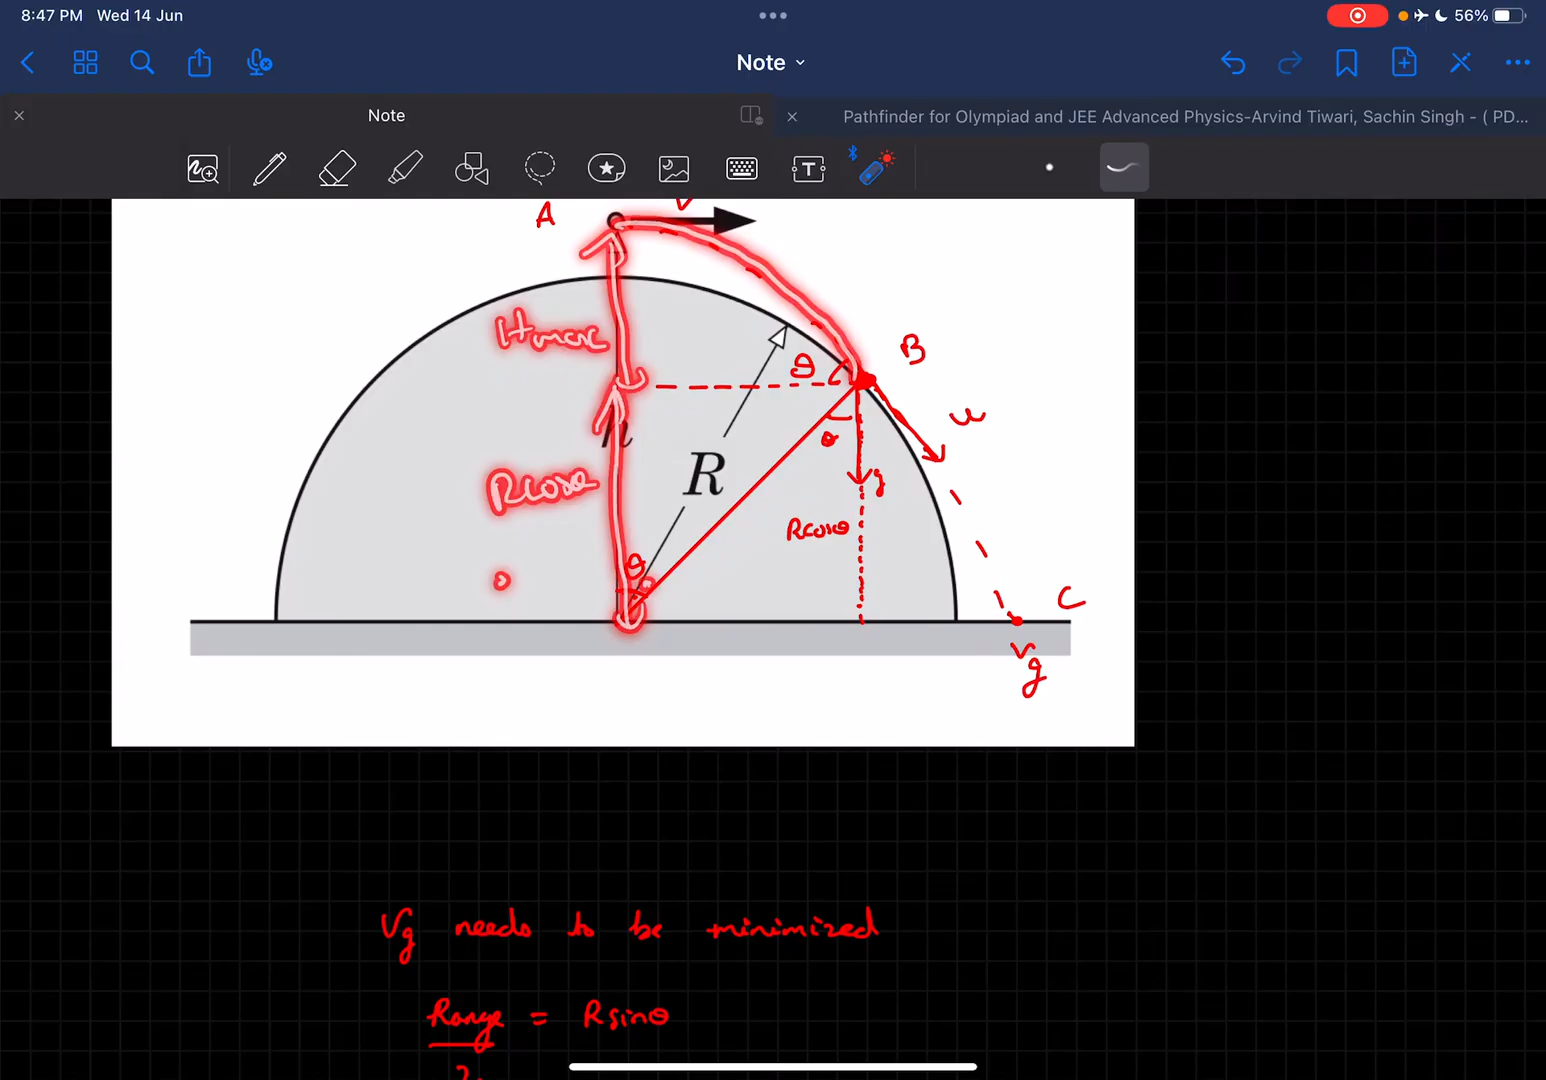 8:47 PM Wed 14 Jun
56%
Note
Note
Pathfinder for Olympiad and JEE Advanced Physics-Arvind Tiwari, Sachin Singh - ( PD...
T
A
V
Hmax
θ
B
u
h
R
θ
g
Rcosθ
Rcosθ
θ
C
Vg
Vg needs to be minimized
Range = Rsinθ
2